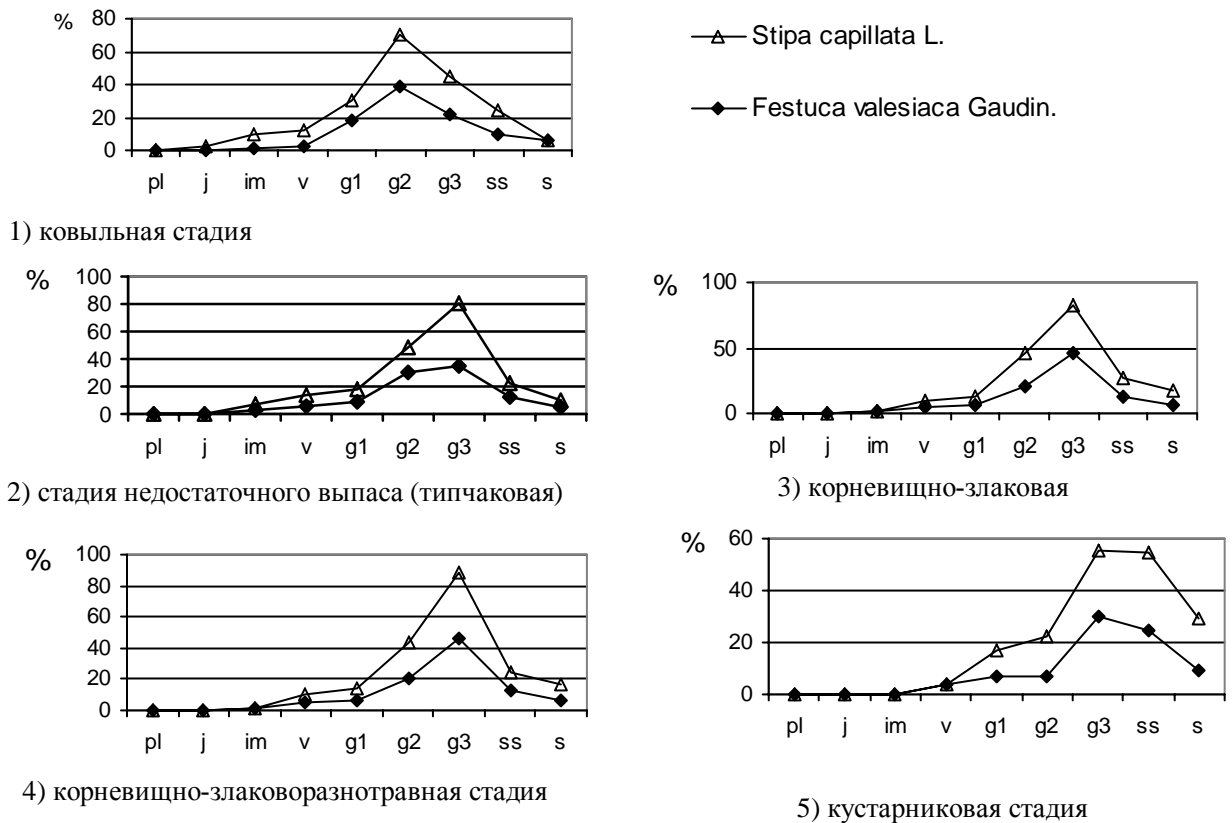 %
80
60
40
20
0
pl j im v g1 g2 g3 ss s
Stipa capillata L.
Festuca valesiaca Gaudin.
1) ковыльная стадия
%
100
80
60
40
20
0
pl j im v g1 g2 g3 ss s
2) стадия недостаточного выпаса (типчаковая)
%
100
50
0
pl j im v g1 g2 g3 ss s
3) корневищно-злаковая
%
100
80
60
40
20
0
pl j im v g1 g2 g3 ss s
4) корневищно-злаковоразнотравная стадия
%
60
40
20
0
pl j im v g1 g2 g3 ss s
5) кустарниковая стадия